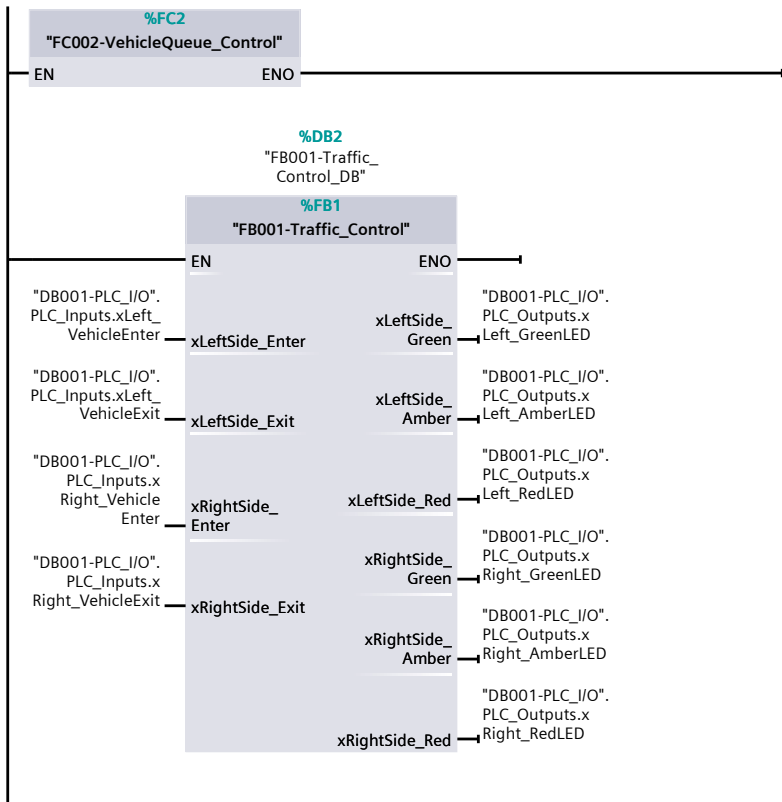 %FC2
"FC002-VehicleQueue_Control"
EN ENO
%DB2
"FB001-Traffic_
Control_DB"
%FB1
"FB001-Traffic_Control"
EN ENO
"DB001-PLC_I/O".
PLC_Inputs.xLeft_
VehicleEnter
xLeftSide_Enter
xLeftSide_
Green
"DB001-PLC_I/O".
PLC_Outputs.x
Left_GreenLED
"DB001-PLC_I/O".
PLC_Inputs.xLeft_
VehicleExit
xLeftSide_Exit
xLeftSide_
Amber
"DB001-PLC_I/O".
PLC_Outputs.x
Left_AmberLED
"DB001-PLC_I/O".
PLC_Inputs.x
Right_Vehicle
Enter
xRightSide_
Enter
xLeftSide_Red
"DB001-PLC_I/O".
PLC_Outputs.x
Left_RedLED
"DB001-PLC_I/O".
PLC_Inputs.x
Right_VehicleExit
xRightSide_Exit
xRightSide_
Green
"DB001-PLC_I/O".
PLC_Outputs.x
Right_GreenLED
xRightSide_
Amber
"DB001-PLC_I/O".
PLC_Outputs.x
Right_AmberLED
xRightSide_Red
"DB001-PLC_I/O".
PLC_Outputs.x
Right_RedLED